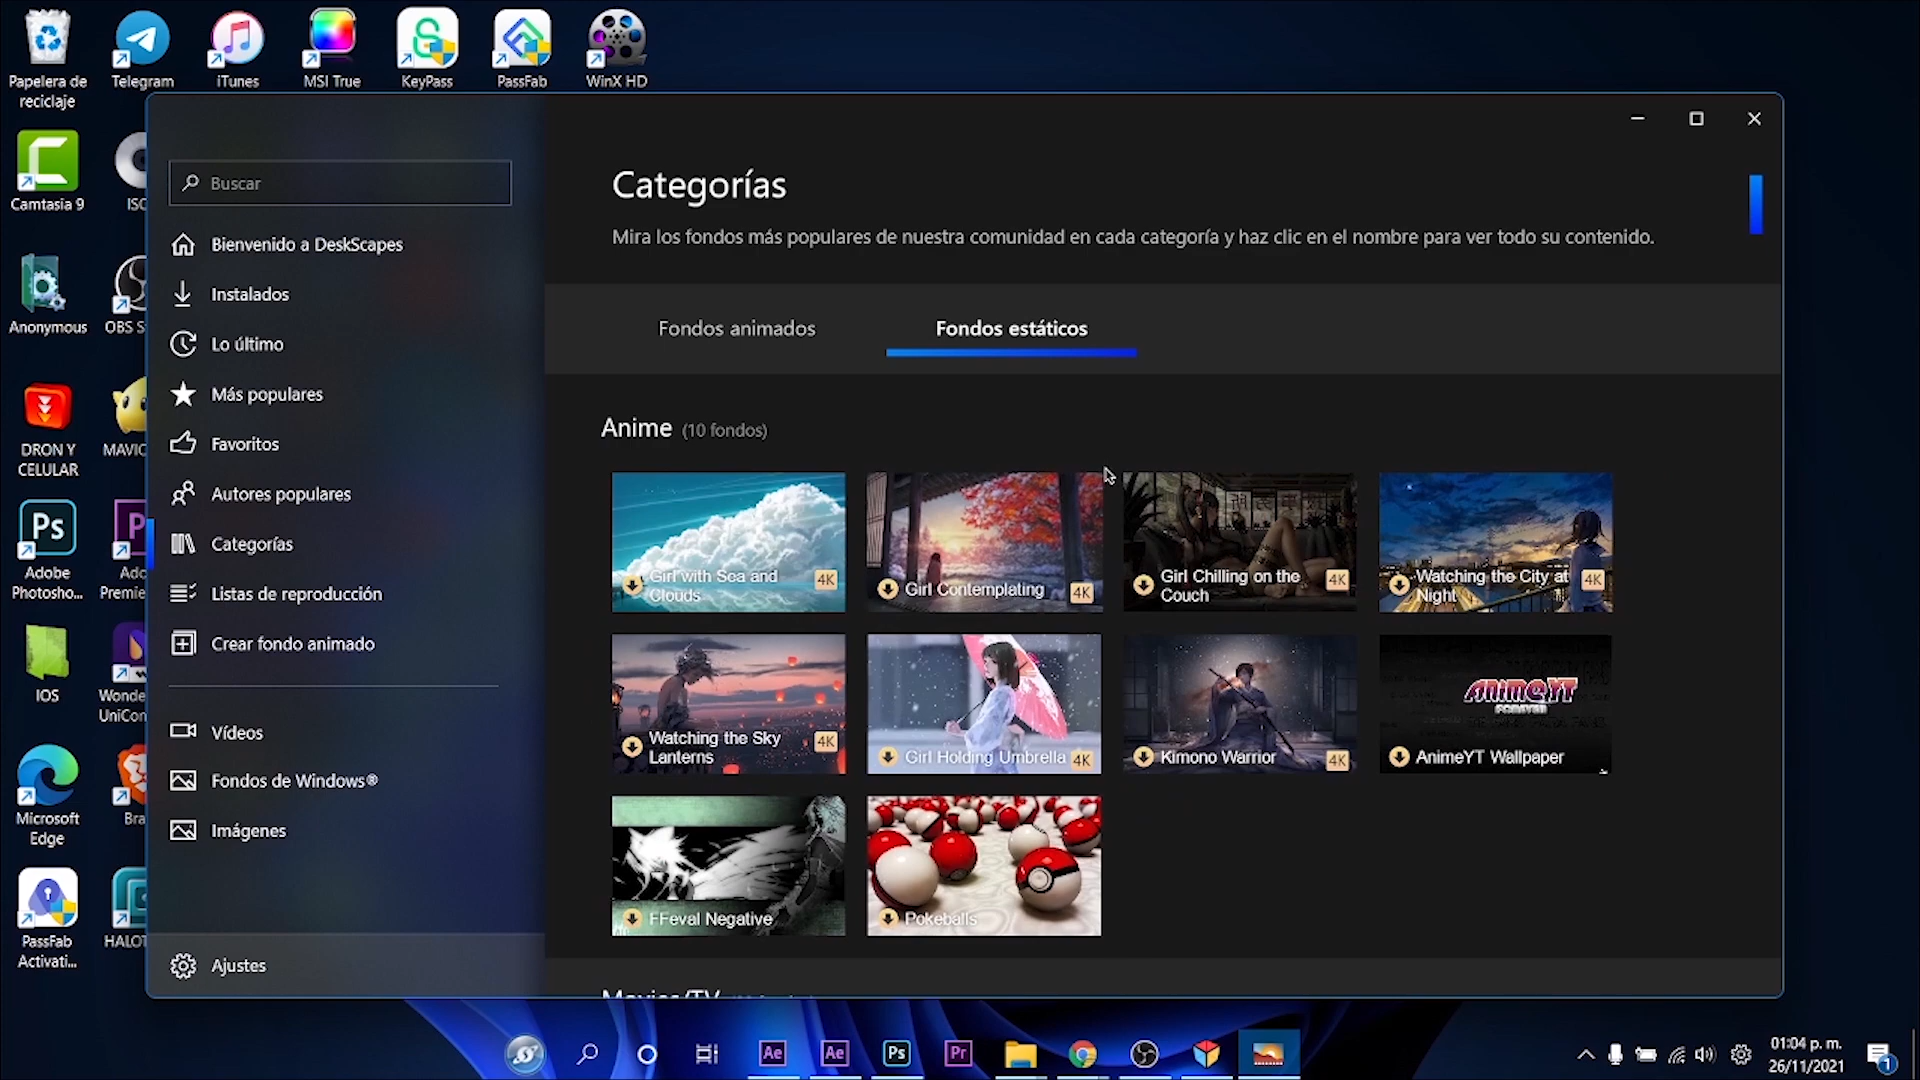 Papelera de
reciclaje
Telegram
iTunes
MSI True
KeyPass
PassFab
WinX HD
Camtasia 9
ISO
Anonymous
OBS S
DRON Y
CELULAR
MAVIC
Ps
Adobe
Photosho...
Ado
Premie
IOS
Wonde
UniCon
Microsoft
Edge
Bra
PassFab
Activati...
HALOT
Buscar
Bienvenido a DeskScapes
Instalados
Lo último
Más populares
Favoritos
Autores populares
Categorías
Listas de reproducción
Crear fondo animado
Vídeos
Fondos de Windows®
Imágenes
Ajustes
Categorías
Mira los fondos más populares de nuestra comunidad en cada categoría y haz clic en el nombre para ver todo su contenido.
Fondos animados
Fondos estáticos
Anime (10 fondos)
Girl with Sea and
Clouds
4K
Girl Contemplating
4K
Girl Chilling on the
Couch
4K
Watching the City at
Night
4K
Watching the Sky
Lanterns
4K
Girl Holding Umbrella
4K
Kimono Warrior
4K
ANIMEYT
FOREVER
AnimeYT Wallpaper
FFeval Negative
Pokeballs
Movies/TV
Ae
Ae
Ps
Pr
01:04 p. m.
26/11/2021
1